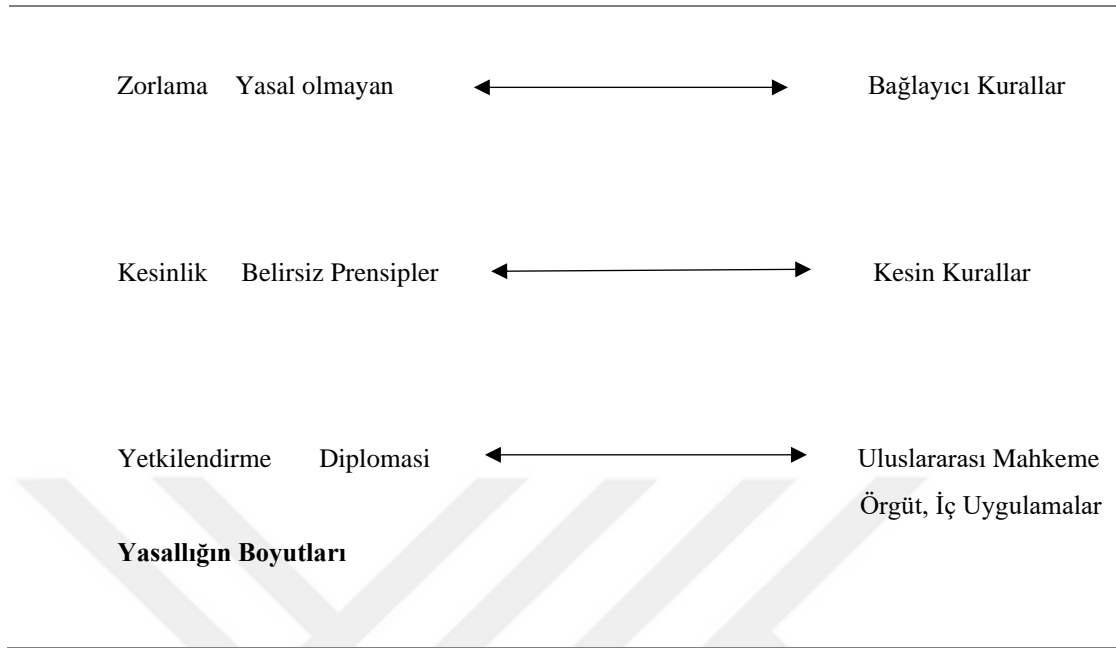 Zorlama Yasal olmayan Bağlayıcı Kurallar
Kesinlik Belirsiz Prensipler Kesin Kurallar
Yetkilendirme Diplomasi Uluslararası Mahkeme
Örgüt, İç Uygulamalar
Yasallığın Boyutları